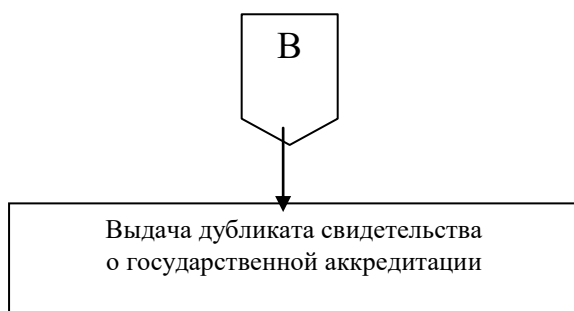 В
Выдача дубликата свидетельства
о государственной аккредитации